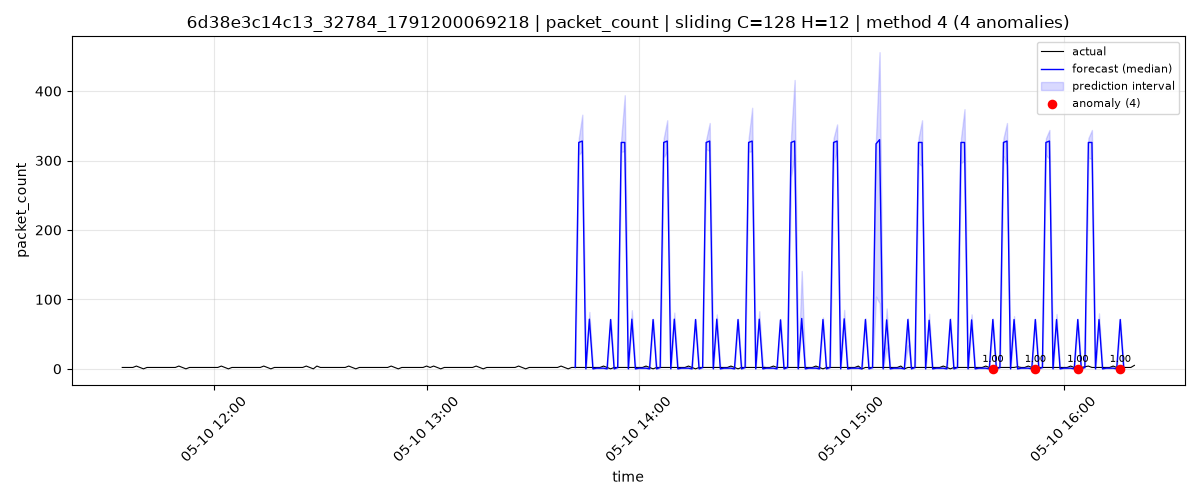 6d38e3c14c13_32784_1791200069218 | packet_count | sliding C=128 H=12 | method 4 (4 anomalies)
actual
forecast (median)
prediction interval
anomaly (4)
packet_count
400
300
200
100
0
1.00 1.00 1.00 1.00
05-10 12:00
05-10 13:00
05-10 14:00
05-10 15:00
05-10 16:00
time